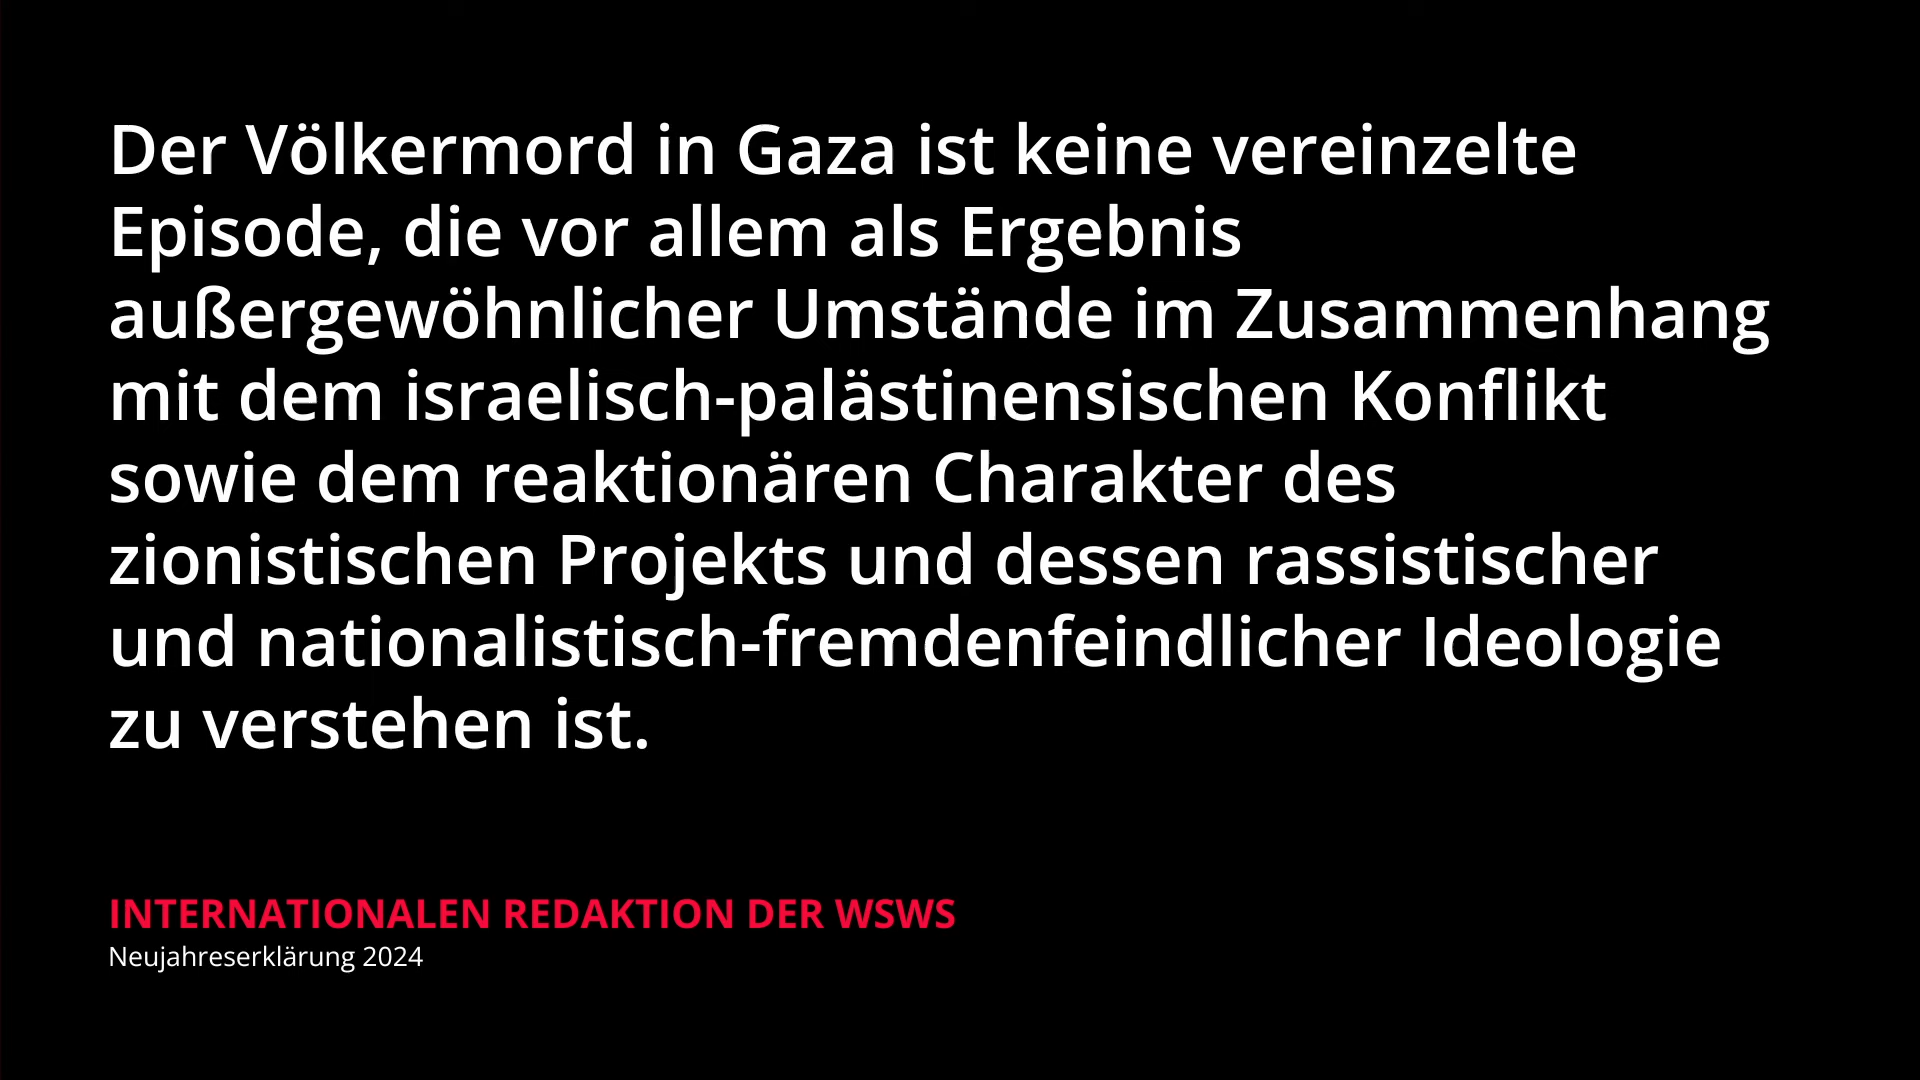 Der Völkermord in Gaza ist keine vereinzelte
Episode, die vor allem als Ergebnis
außergewöhnlicher Umstände im Zusammenhang
mit dem israelisch-palästinensischen Konflikt
sowie dem reaktionären Charakter des
zionistischen Projekts und dessen rassistischer
und nationalistisch-fremdenfeindlicher Ideologie
zu verstehen ist.
INTERNATIONALEN REDAKTION DER WSWS
Neujahreserklärung 2024